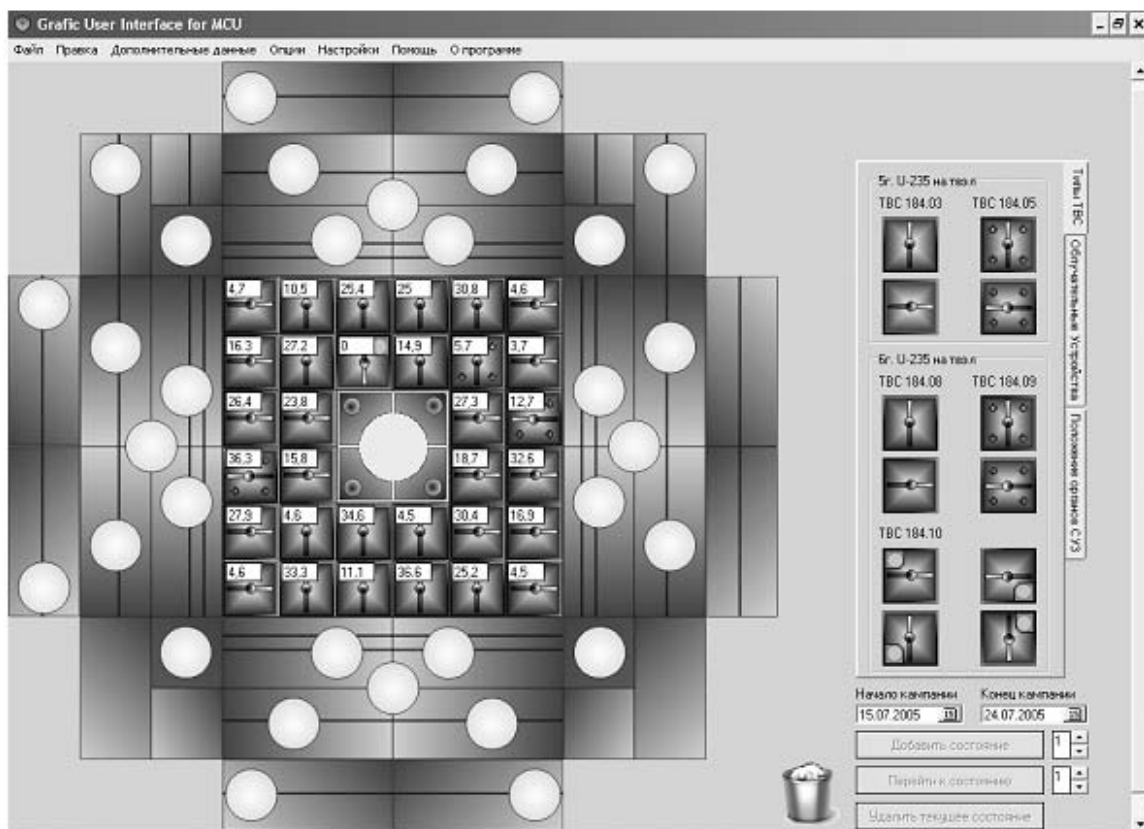 Grafic User Interface for MCU
Файл Правка Дополнительные данные Опции Настройки Помощь О программе
4,7 10,5 25,4 25 30,8 4,6
16,3 27,2 0 14,9 5,7 3,7
26,4 23,8 27,3 12,7
36,3 15,8 18,7 32,6
27,9 4,6 34,6 4,5 30,4 16,9
4,6 33,3 11,1 36,6 25,2 4,5
5г. U-235 на твэл
ТВС 184.03 ТВС 184.05
6г. U-235 на твэл
ТВС 184.08 ТВС 184.09
ТВС 184.10
Типы ТВС
Облучательные Устройства
Положение органов СУЗ
Начало кампании Конец кампании
15.07.2005 15 24.07.2005 15
Добавить состояние 1
Перейти к состоянию 1
Удалить текущее состояние